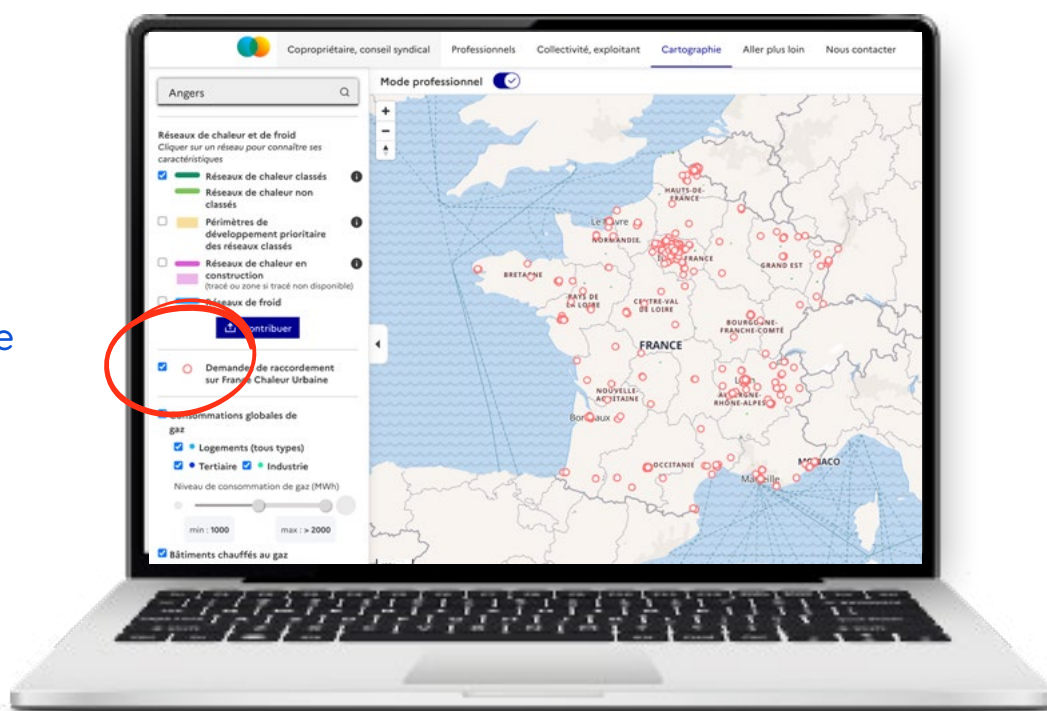 Copropriétaire, conseil syndical
Professionnels
Collectivité, exploitant
Cartographie
Aller plus loin
Nous contacter
Angers
Mode professionnel
+
−
Réseaux de chaleur et de froid
Cliquer sur un réseau pour connaître ses
caractéristiques
Réseaux de chaleur classés
Réseaux de chaleur non
classés
Périmètres de
développement prioritaire
des réseaux classés
Réseaux de chaleur en
construction
(tracé ou zone si tracé non disponible)
Réseaux de froid
Contribuer
e
Demandes de raccordement
sur France Chaleur Urbaine
Consommations globales de
gaz
Logements (tous types)
Tertiaire
Industrie
Niveau de consommation de gaz (MWh)
min : 1000
max : > 2000
Bâtiments chauffés au gaz
HAUTS-DE-
FRANCE
Le Havre
NORMANDIE
FRANCE
GRAND EST
BRETAGNE
PAYS DE
LA LOIRE
CENTRE-VAL
DE LOIRE
BOURGOGNE-
FRANCHE-COMTÉ
FRANCE
NOUVELLE-
AQUITAINE
Lyon
AUVERGNE-
RHÔNE-ALPES
Bordeaux
OCCITANIE
MONACO
Marseille